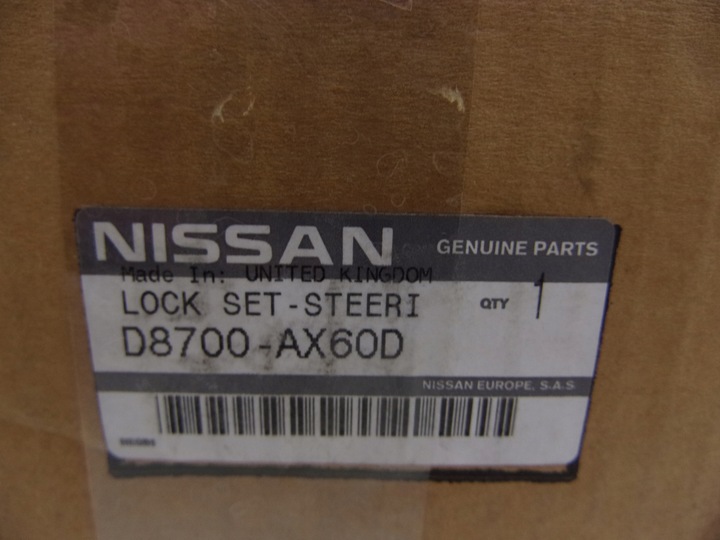 NISSAN GENUINE PARTS
Made In: UNITED KINGDOM
LOCK SET-STEERI QTY 1
D8700-AX60D
NISSAN EUROPE, S.A.S